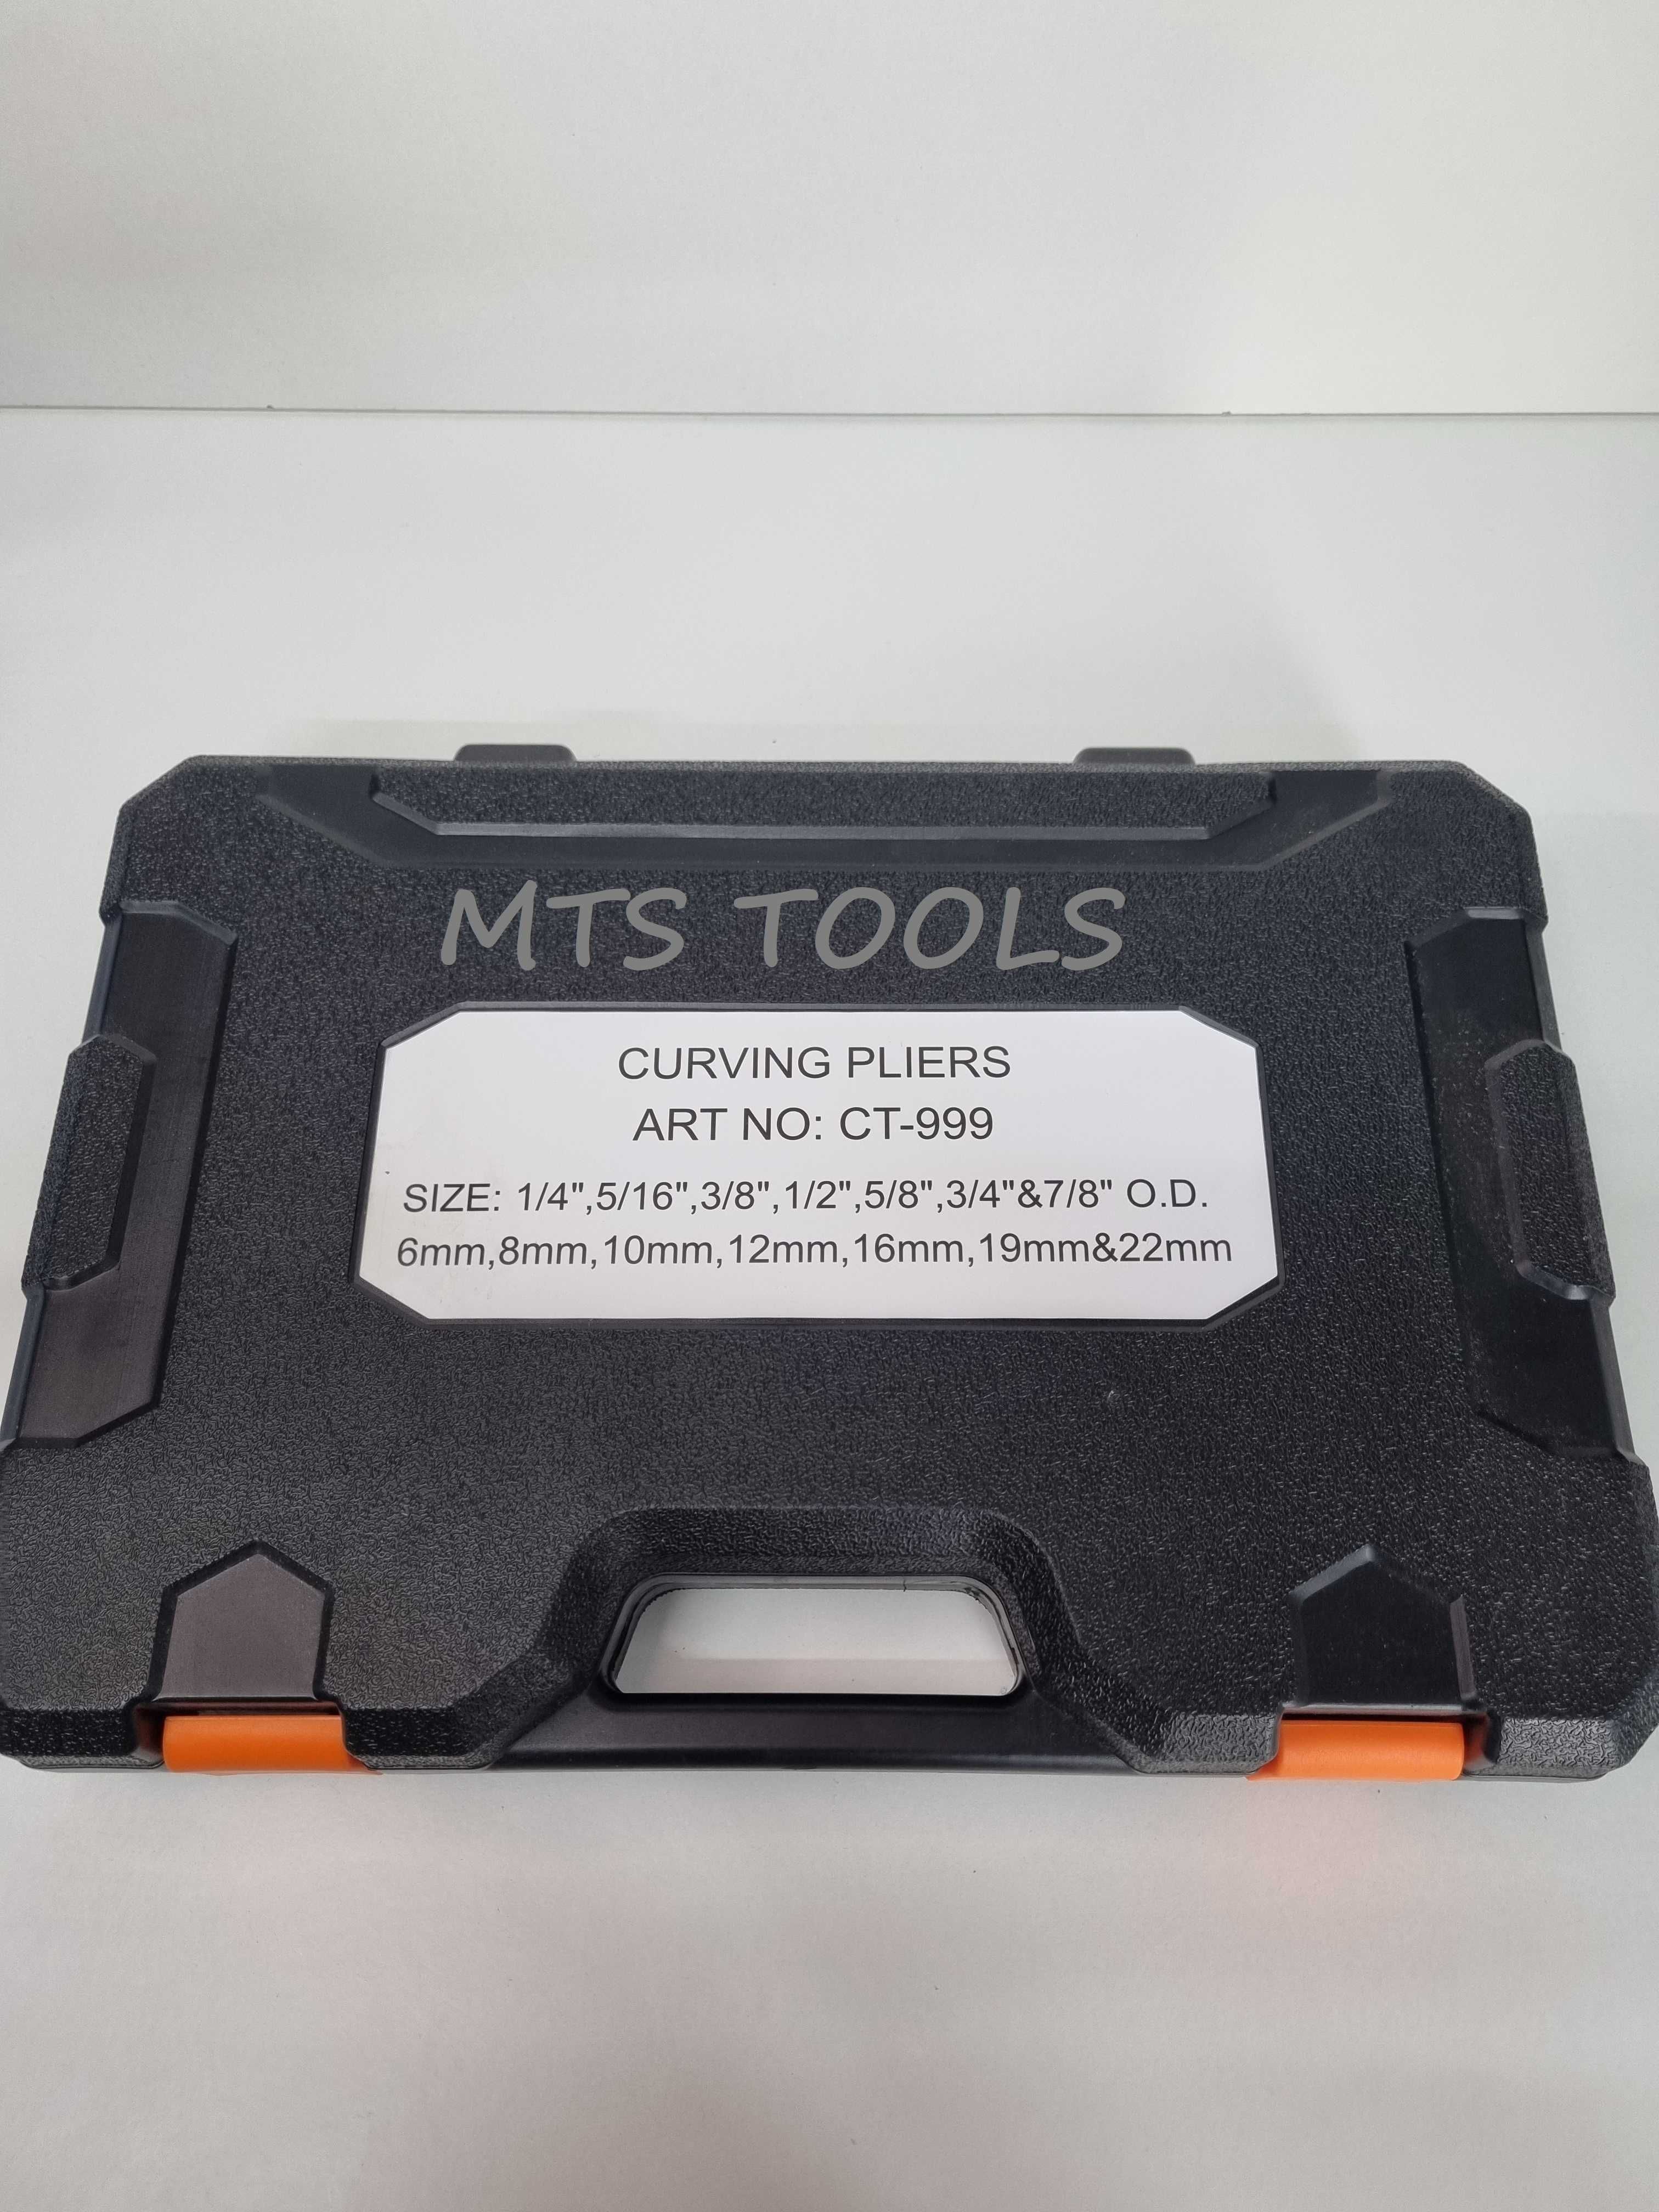 MTS TOOLS
CURVING PLIERS
ART NO: CT-999
SIZE: 1/4",5/16",3/8",1/2",5/8",3/4"&7/8" O.D.
6mm,8mm,10mm,12mm,16mm,19mm&22mm